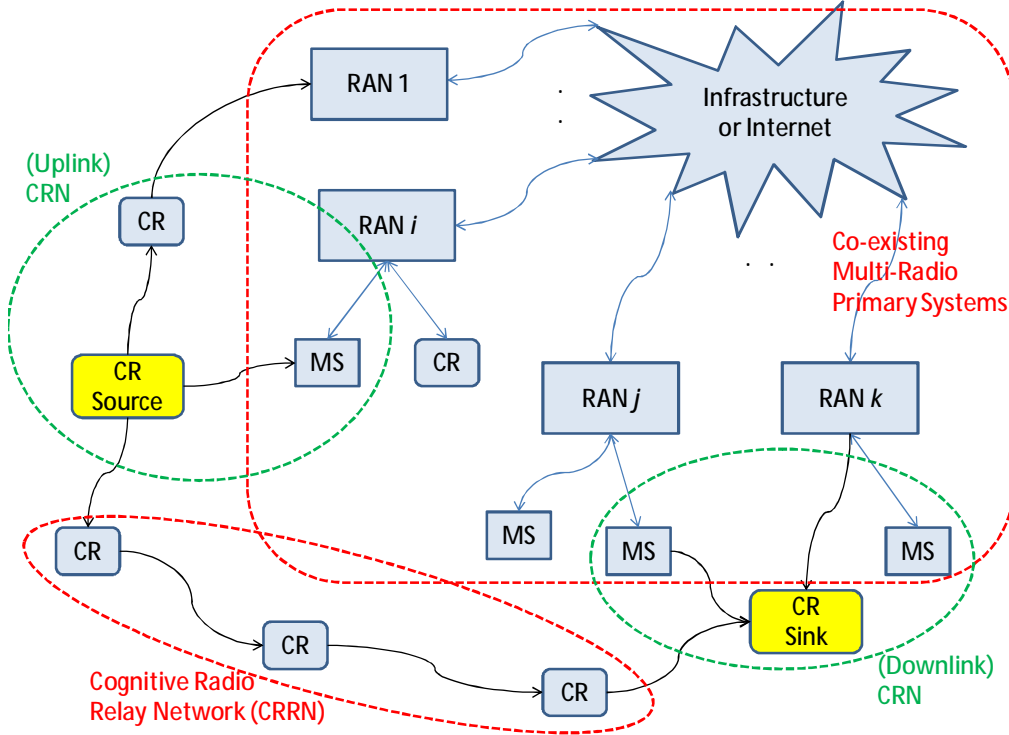 RAN 1
Infrastructure
or Internet
(Uplink)
CRN
CR
RAN i
Co-existing
Multi-Radio
Primary Systems
MS
CR
CR
Source
RAN j
RAN k
MS
CR
MS
MS
CR
Sink
CR
CR
(Downlink)
CRN
Cognitive Radio
Relay Network (CRRN)